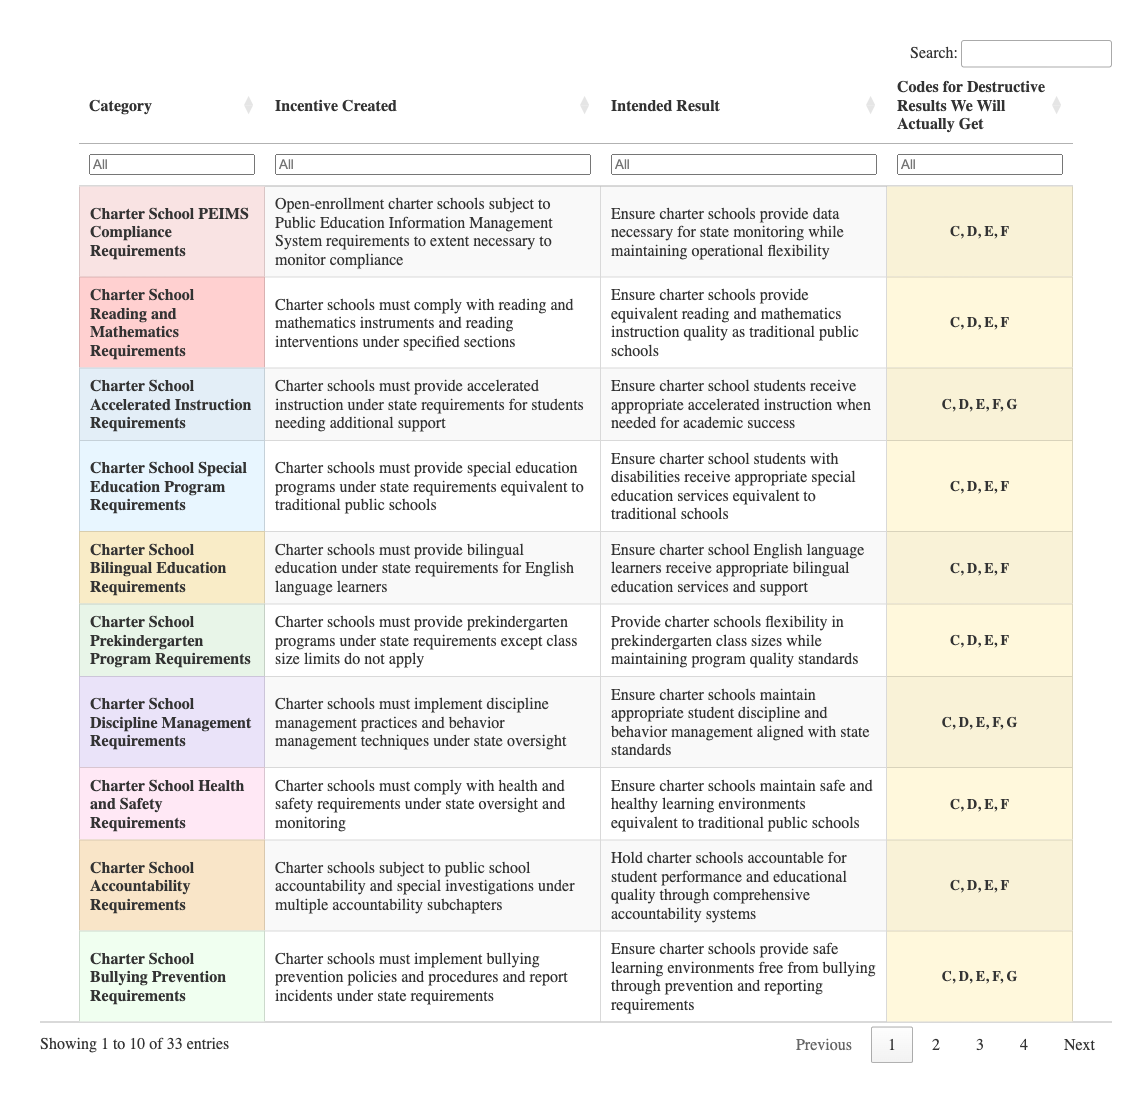 Search:
Category
Incentive Created
Intended Result
Codes for Destructive
Results We Will
Actually Get
All
All
All
All
Charter School PEIMS
Compliance
Requirements
Open-enrollment charter schools subject to
Public Education Information Management
System requirements to extent necessary to
monitor compliance
Ensure charter schools provide data
necessary for state monitoring while
maintaining operational flexibility
C, D, E, F
Charter School
Reading and
Mathematics
Requirements
Charter schools must comply with reading and
mathematics instruments and reading
interventions under specified sections
Ensure charter schools provide
equivalent reading and mathematics
instruction quality as traditional public
schools
C, D, E, F
Charter School
Accelerated Instruction
Requirements
Charter schools must provide accelerated
instruction under state requirements for students
needing additional support
Ensure charter school students receive
appropriate accelerated instruction when
needed for academic success
C, D, E, F, G
Charter School Special
Education Program
Requirements
Charter schools must provide special education
programs under state requirements equivalent to
traditional public schools
Ensure charter school students with
disabilities receive appropriate special
education services equivalent to
traditional schools
C, D, E, F
Charter School
Bilingual Education
Requirements
Charter schools must provide bilingual
education under state requirements for English
language learners
Ensure charter school English language
learners receive appropriate bilingual
education services and support
C, D, E, F
Charter School
Prekindergarten
Program Requirements
Charter schools must provide prekindergarten
programs under state requirements except class
size limits do not apply
Provide charter schools flexibility in
prekindergarten class sizes while
maintaining program quality standards
C, D, E, F
Charter School
Discipline Management
Requirements
Charter schools must implement discipline
management practices and behavior
management techniques under state oversight
Ensure charter schools maintain
appropriate student discipline and
behavior management aligned with state
standards
C, D, E, F, G
Charter School Health
and Safety
Requirements
Charter schools must comply with health and
safety requirements under state oversight and
monitoring
Ensure charter schools maintain safe and
healthy learning environments
equivalent to traditional public schools
C, D, E, F
Charter School
Accountability
Requirements
Charter schools subject to public school
accountability and special investigations under
multiple accountability subchapters
Hold charter schools accountable for
student performance and educational
quality through comprehensive
accountability systems
C, D, E, F
Charter School
Bullying Prevention
Requirements
Charter schools must implement bullying
prevention policies and procedures and report
incidents under state requirements
Ensure charter schools provide safe
learning environments free from bullying
through prevention and reporting
requirements
C, D, E, F, G
Showing 1 to 10 of 33 entries
Previous 1 2 3 4 Next